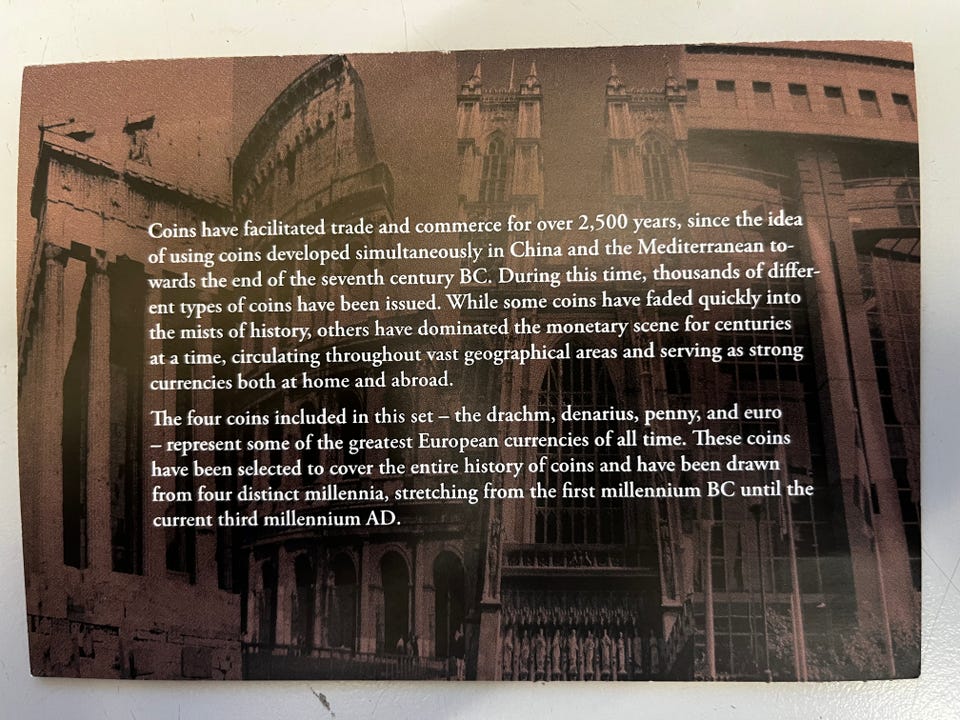 Coins have facilitated trade and commerce for over 2,500 years, since the idea
of using coins developed simultaneously in China and the Mediterranean to-
wards the end of the seventh century BC. During this time, thousands of differ-
ent types of coins have been issued. While some coins have faded quickly into
the mists of history, others have dominated the monetary scene for centuries
at a time, circulating throughout vast geographical areas and serving as strong
currencies both at home and abroad.
The four coins included in this set – the drachm, denarius, penny, and euro
– represent some of the greatest European currencies of all time. These coins
have been selected to cover the entire history of coins and have been drawn
from four distinct millennia, stretching from the first millennium BC until the
current third millennium AD.